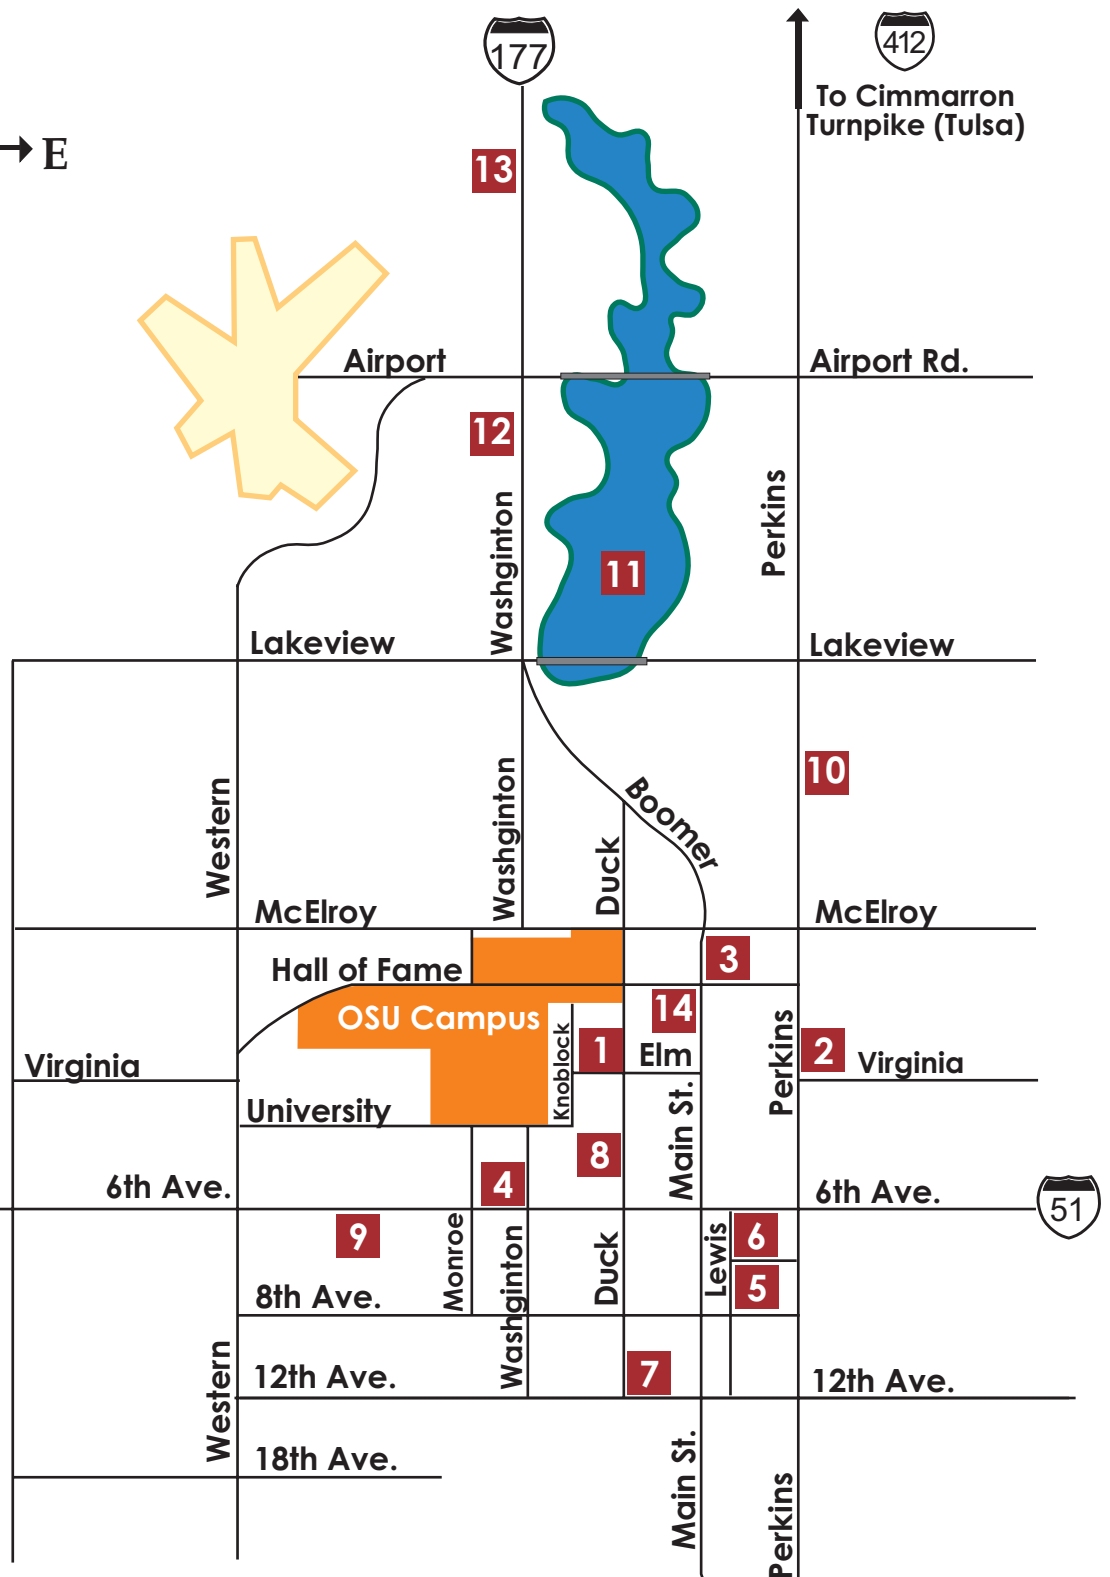 177
412
To Cimmarron
Turnpike (Tulsa)
E
13
Airport
Airport Rd.
12
Washginton
Perkins
11
Lakeview
Lakeview
10
Western
Washginton
Boomer
Duck
McElroy
McElroy
3
Hall of Fame
14
OSU Campus
Knoblock
1
Elm
Perkins
2
Virginia
Virginia
University
Main St.
8
4
6th Ave.
6th Ave.
51
9
Monroe
Washginton
Duck
Lewis
6
5
8th Ave.
7
12th Ave.
12th Ave.
Western
18th Ave.
Main St.
Perkins